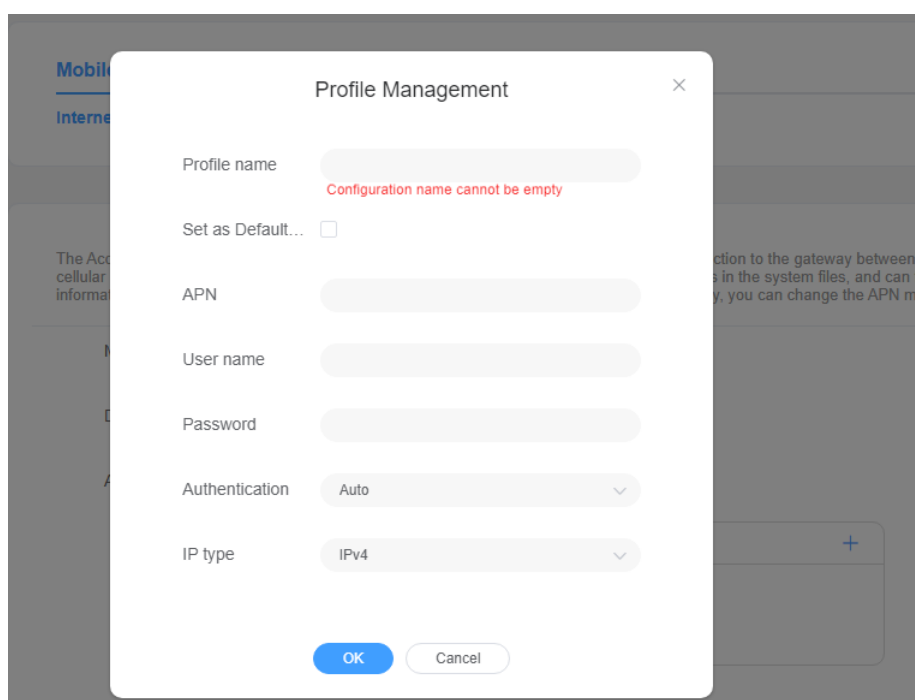 Mobile
Interne
Profile Management
Profile name
Configuration name cannot be empty
Set as Default...
The Acc
ction to the gateway between
cellular
s in the system files, and can
informat
y, you can change the APN m
APN
User name
Password
Authentication
Auto
IP type
IPv4
OK
Cancel